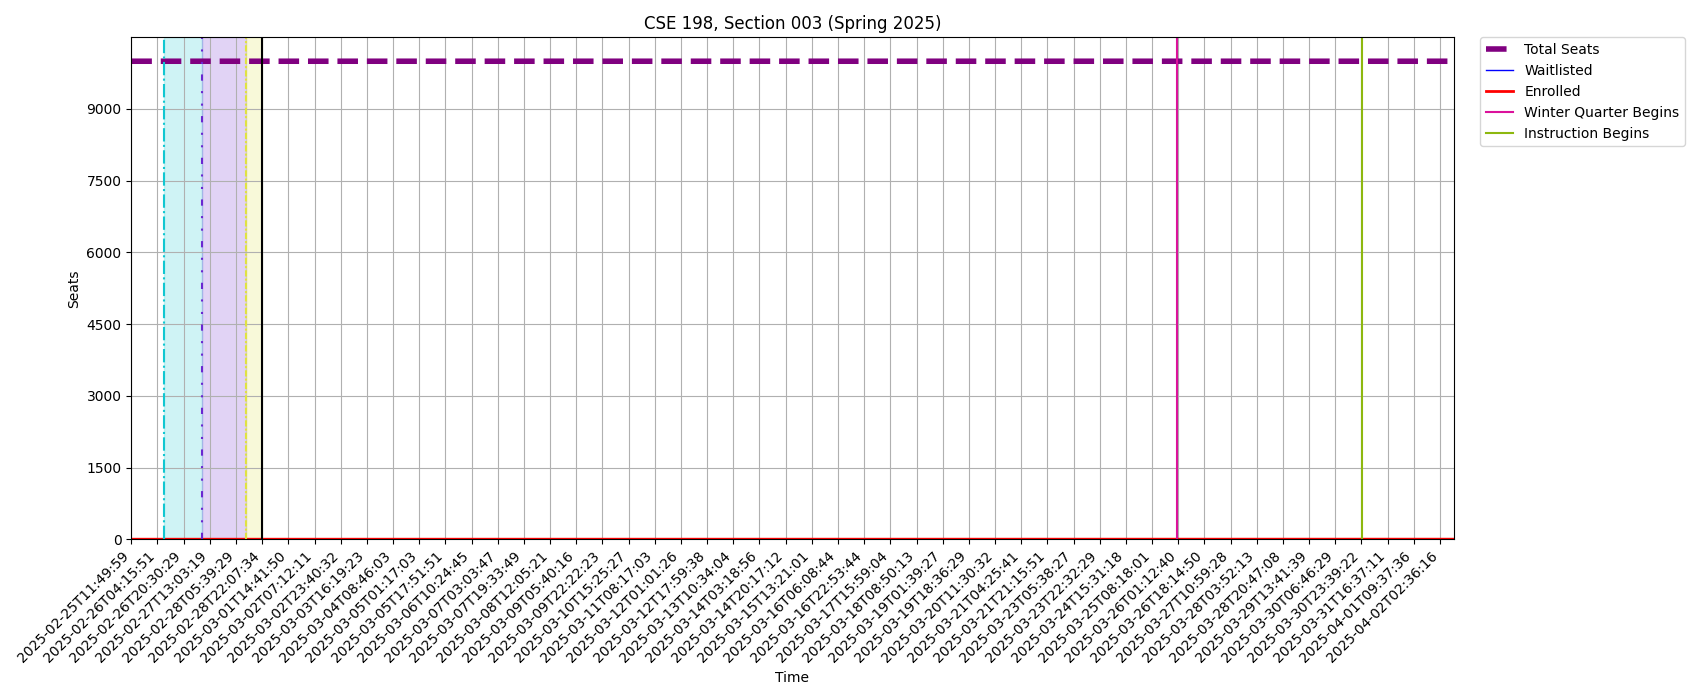 CSE 198, Section 003 (Spring 2025)
Total Seats
Waitlisted
Enrolled
Winter Quarter Begins
Instruction Begins
Seats
9000
7500
6000
4500
3000
1500
0
2025-02-25T11:49:59
2025-02-26T04:15:51
2025-02-26T20:30:29
2025-02-27T13:03:19
2025-02-28T05:39:29
2025-02-28T22:07:34
2025-03-01T14:41:50
2025-03-02T07:12:11
2025-03-02T23:40:32
2025-03-03T16:19:23
2025-03-04T08:46:03
2025-03-05T01:17:03
2025-03-05T17:51:51
2025-03-06T10:24:45
2025-03-07T03:03:47
2025-03-07T19:33:49
2025-03-08T12:05:21
2025-03-09T05:40:16
2025-03-09T22:22:23
2025-03-10T15:25:27
2025-03-11T08:17:03
2025-03-12T01:01:26
2025-03-12T17:59:38
2025-03-13T10:34:04
2025-03-14T03:18:56
2025-03-14T20:17:12
2025-03-15T13:21:01
2025-03-16T06:08:44
2025-03-16T22:53:44
2025-03-17T15:59:04
2025-03-18T08:50:13
2025-03-19T01:39:27
2025-03-19T18:36:29
2025-03-20T11:30:32
2025-03-21T04:25:41
2025-03-21T21:15:51
2025-03-23T05:38:27
2025-03-23T22:32:29
2025-03-24T15:31:18
2025-03-25T08:18:01
2025-03-26T01:12:40
2025-03-26T18:14:50
2025-03-27T10:59:28
2025-03-28T03:52:13
2025-03-28T20:47:08
2025-03-29T13:41:39
2025-03-30T06:46:29
2025-03-30T23:39:22
2025-03-31T16:37:11
2025-04-01T09:37:36
2025-04-02T02:36:16
Time